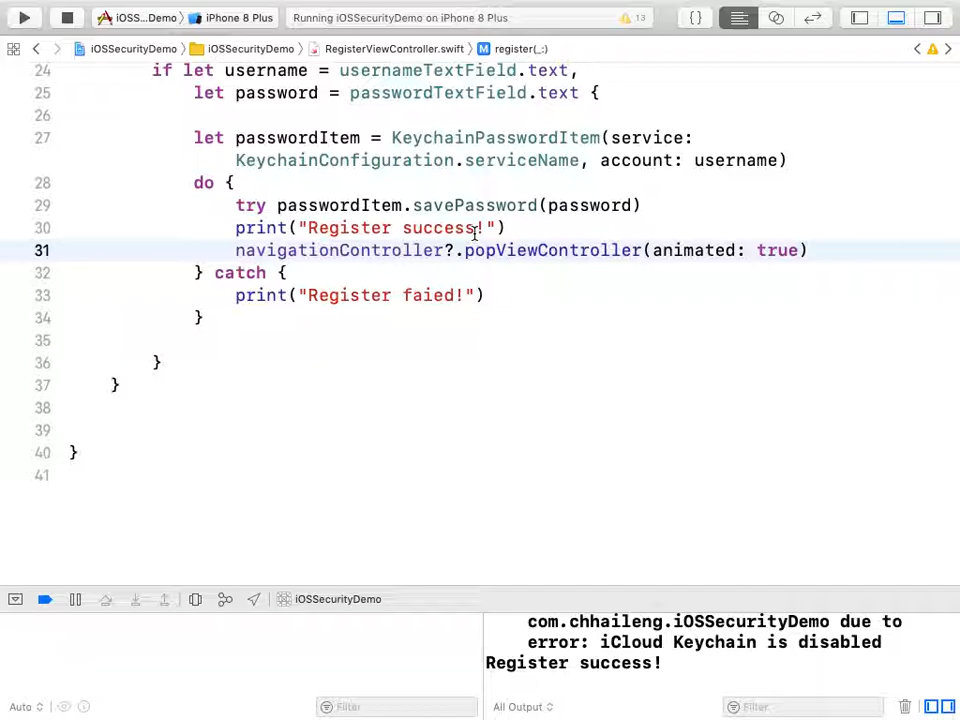 iOSS...Demo iPhone 8 Plus Running iOSSecurityDemo on iPhone 8 Plus 13
iOSSecurityDemo iOSSecurityDemo RegisterViewController.swift M register(_:)
24 if let username = usernameTextField.text,
25 let password = passwordTextField.text {
26
27 let passwordItem = KeychainPasswordItem(service:
KeychainConfiguration.serviceName, account: username)
28 do {
29 try passwordItem.savePassword(password)
30 print("Register success!")
31 navigationController?.popViewController(animated: true)
32 } catch {
33 print("Register faied!")
34 }
35
36 }
37 }
38
39
40 }
41
iOSSecurityDemo
com.chhaileng.iOSSecurityDemo due to
error: iCloud Keychain is disabled
Register success!
Auto Filter All Output Filter